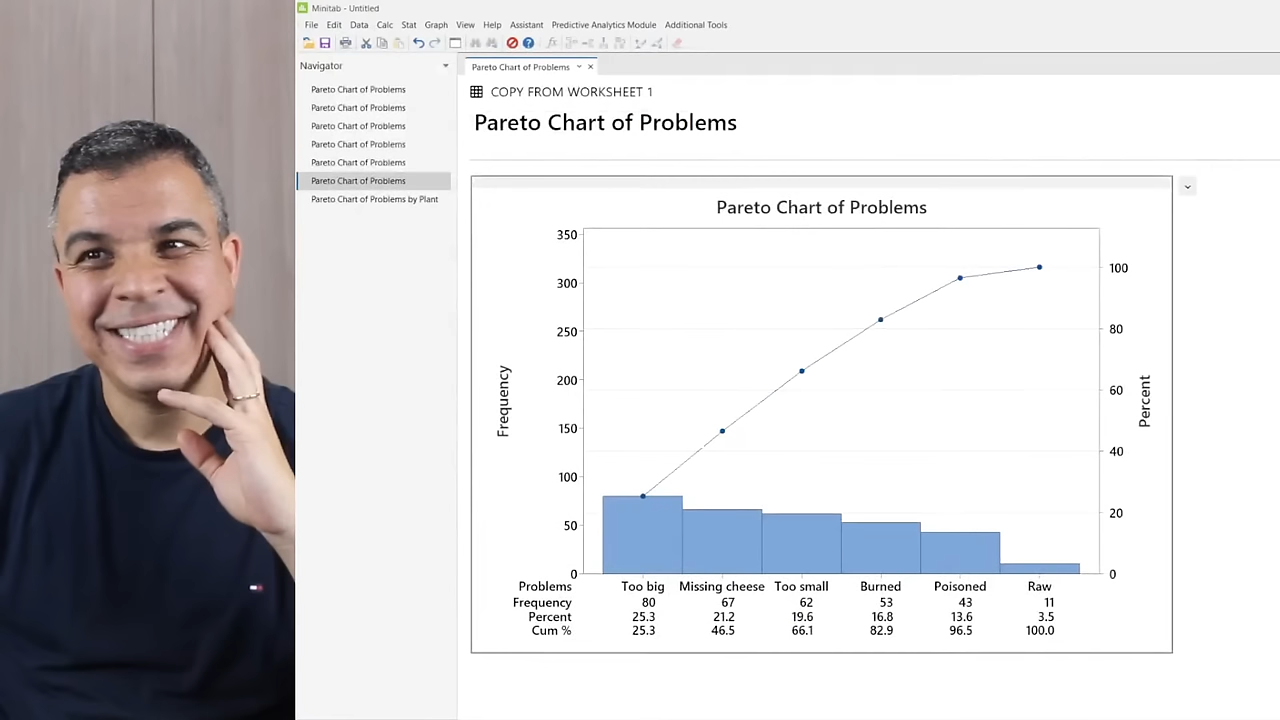 Minitab - Untitled
File Edit Data Calc Stat Graph View Help Assistant Predictive Analytics Module Additional Tools
Navigator
Pareto Chart of Problems
Pareto Chart of Problems
Pareto Chart of Problems
Pareto Chart of Problems
Pareto Chart of Problems
Pareto Chart of Problems
Pareto Chart of Problems by Plant
Pareto Chart of Problems
COPY FROM WORKSHEET 1
Pareto Chart of Problems
Pareto Chart of Problems
Frequency
350
300
250
200
150
100
50
0
100
80
60
40
20
0
Percent
Problems Too big Missing cheese Too small Burned Poisoned Raw
Frequency 80 67 62 53 43 11
Percent 25.3 21.2 19.6 16.8 13.6 3.5
Cum % 25.3 46.5 66.1 82.9 96.5 100.0